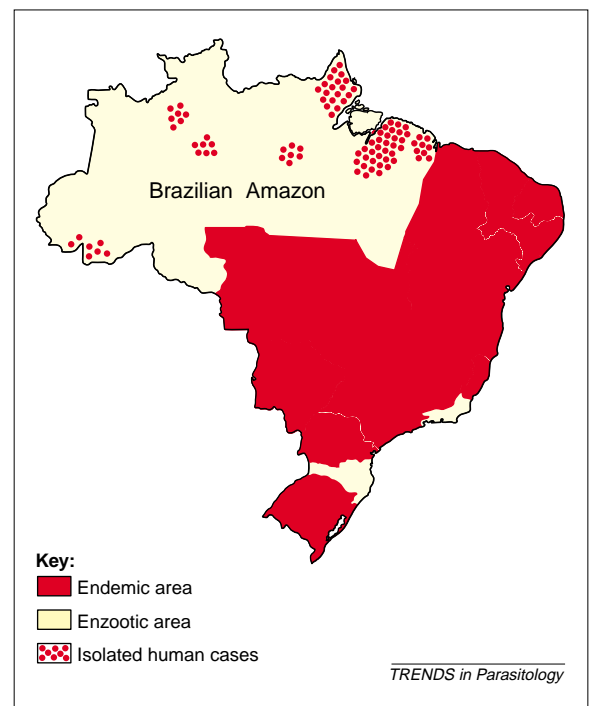 Brazilian Amazon
Key:
Endemic area
Enzootic area
Isolated human cases
TRENDS in Parasitology